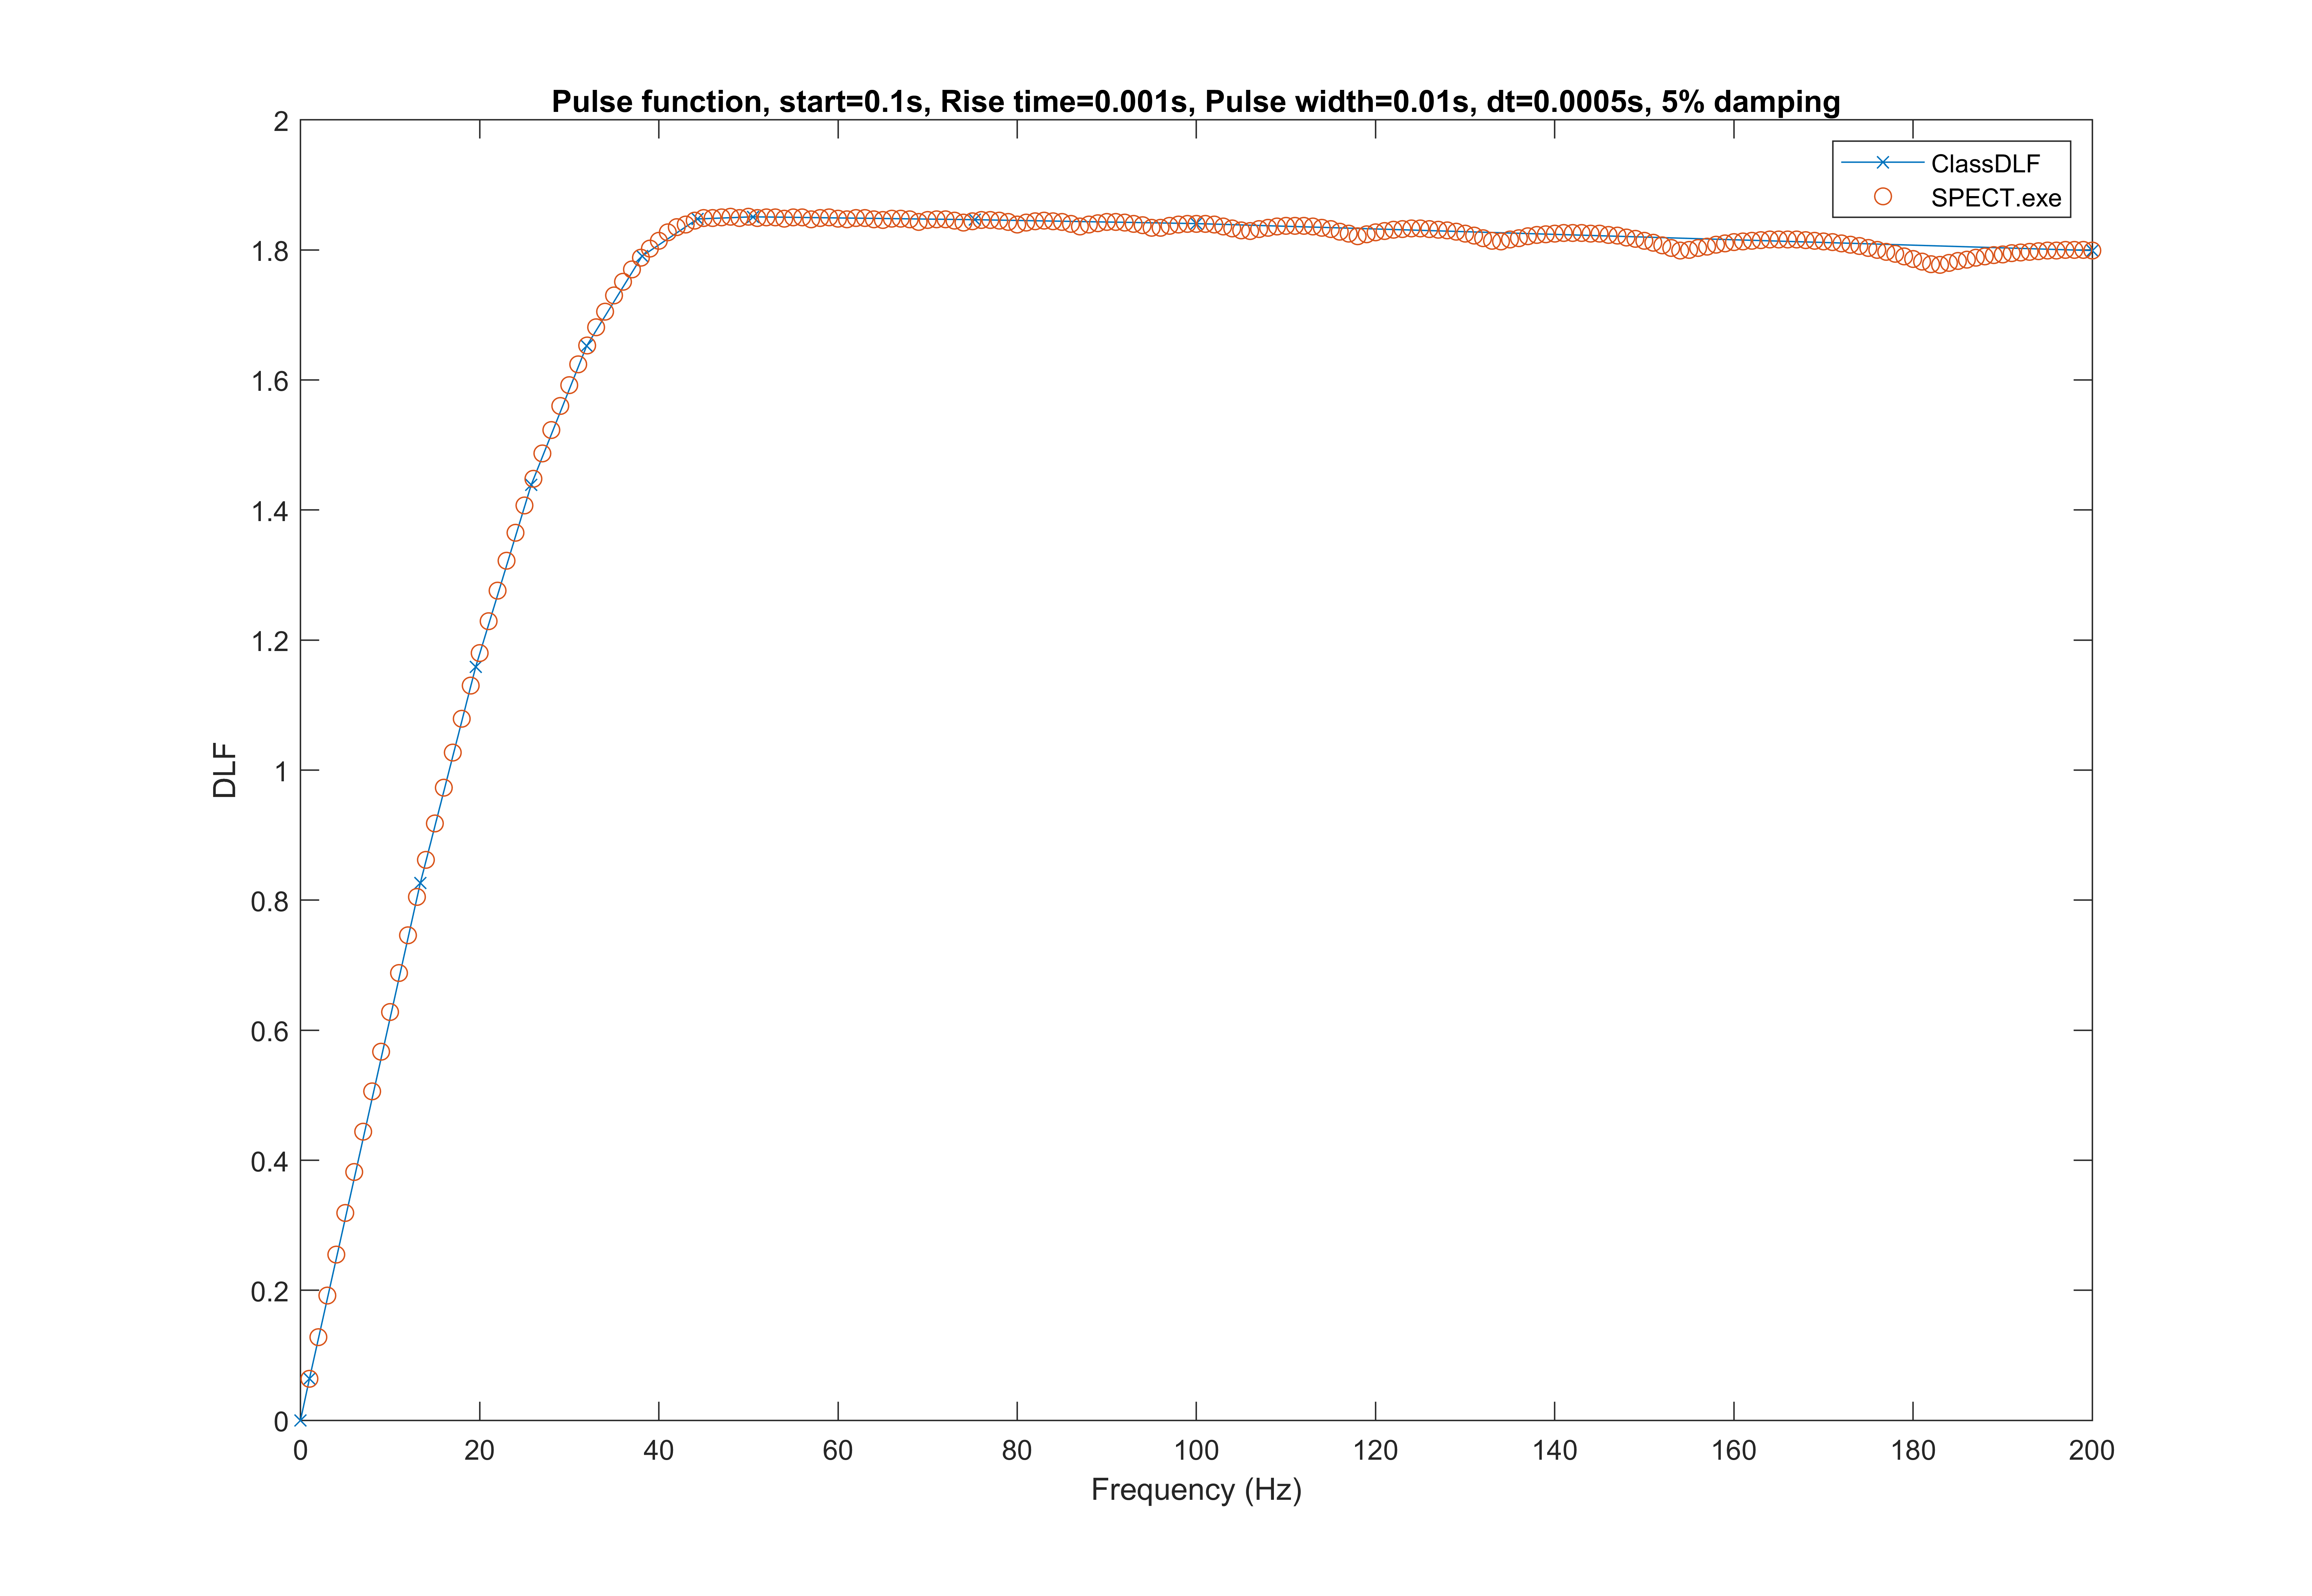 Pulse function, start=0.1s, Rise time=0.001s, Pulse width=0.01s, dt=0.0005s, 5% damping
ClassDLF
SPECT.exe
DLF
2
1.8
1.6
1.4
1.2
1
0.8
0.6
0.4
0.2
0
0 20 40 60 80 100 120 140 160 180 200
Frequency (Hz)